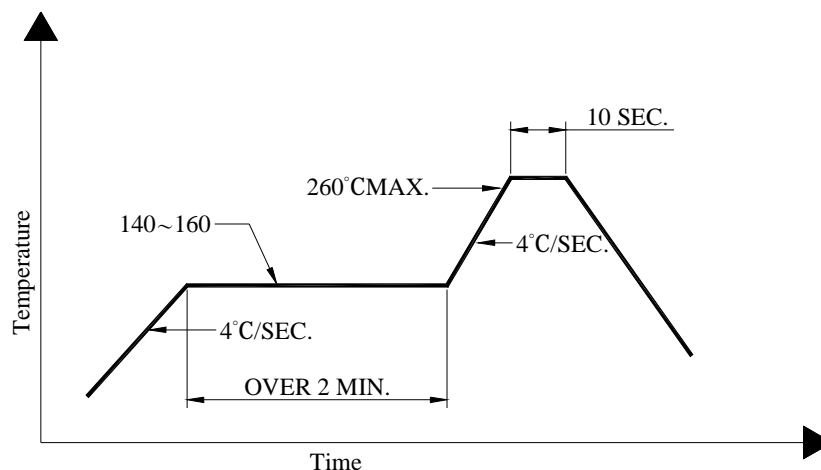 10 SEC.
260°CMAX.
140~160
4°C/SEC.
4°C/SEC.
OVER 2 MIN.
Temperature
Time